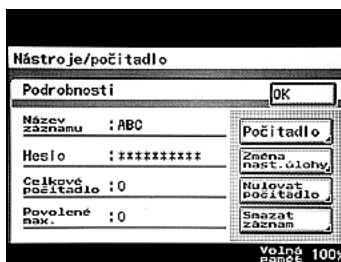 Nástroje/počitadlo
Podrobnosti
OK
Název
záznamu :ABC
Počitadlo
Heslo :**********
Změna
nast.úlohy
Celkové
počitadlo :0
Nulovat
počitadlo
Povolené
max. :0
Smazat
záznam
Volná
paměť 100%